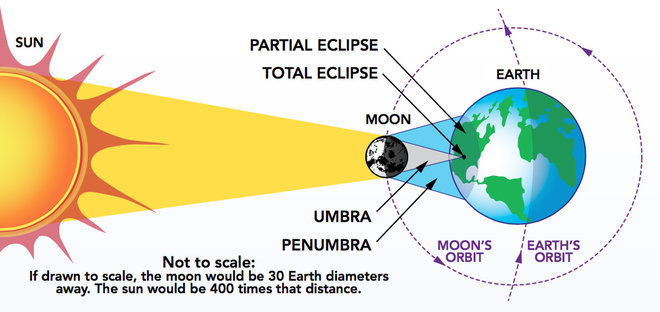 SUN
PARTIAL ECLIPSE
TOTAL ECLIPSE
EARTH
MOON
UMBRA
PENUMBRA
MOON'S
ORBIT
EARTH'S
ORBIT
Not to scale:
If drawn to scale, the moon would be 30 Earth diameters
away. The sun would be 400 times that distance.